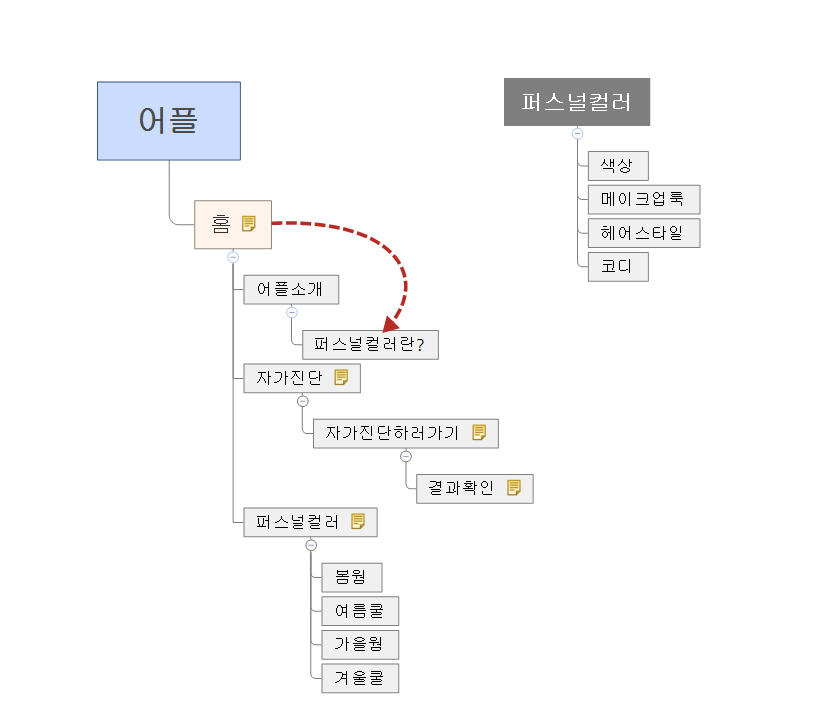 어플
홈
어플소개
퍼스널컬러란?
자가진단
자가진단하러가기
결과확인
퍼스널컬러
봄웜
여름쿨
가을웜
겨울쿨
퍼스널컬러
색상
메이크업룩
헤어스타일
코디